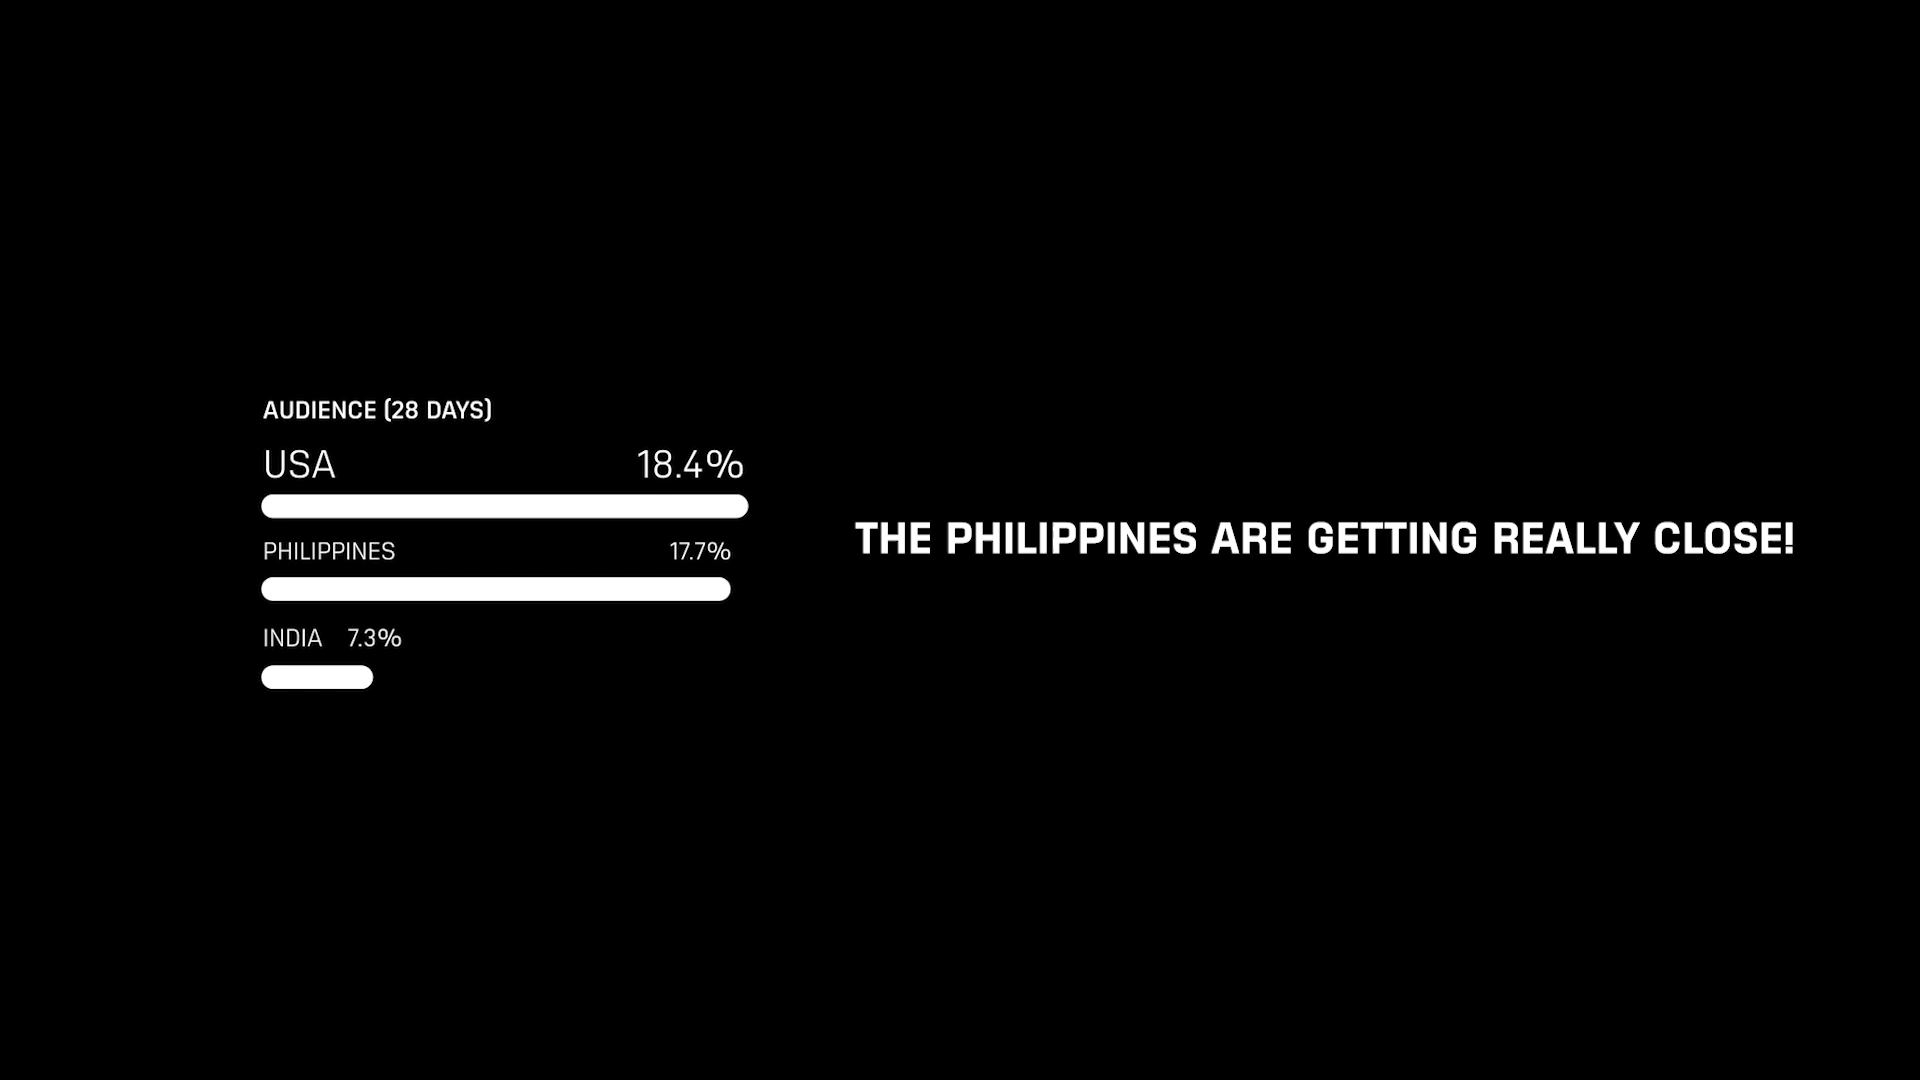 AUDIENCE (28 DAYS)
USA 18.4%
PHILIPPINES 17.7%
INDIA 7.3%
THE PHILIPPINES ARE GETTING REALLY CLOSE!